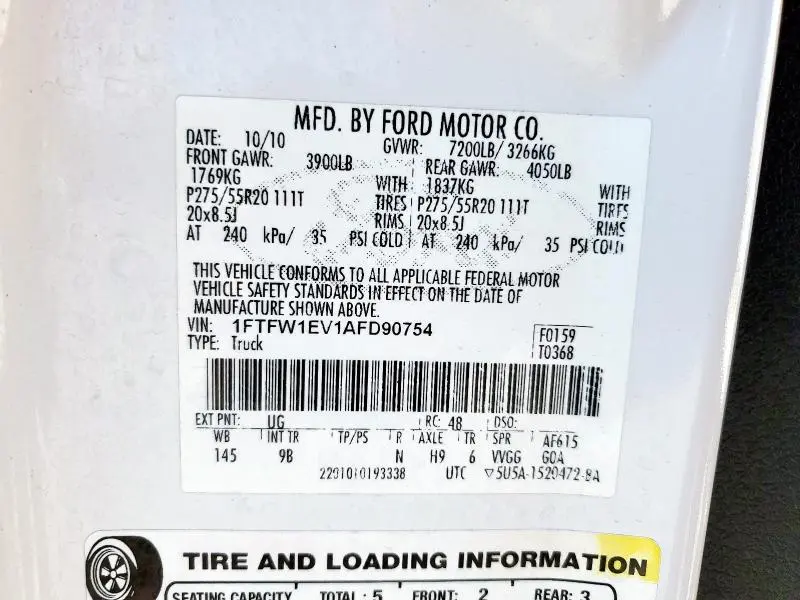 MFD. BY FORD MOTOR CO.
DATE: 10/10 GVWR: 7200LB/ 3266KG
FRONT GAWR: 3900LB REAR GAWR: 4050LB
1769KG WITH 1837KG WITH
P275/55R20 111T TIRES P275/55R20 111T TIRES
20x8.5J RIMS 20x8.5J RIMS
AT 240 kPa/ 35 PSI COLD AT 240 kPa/ 35 PSI COLD
THIS VEHICLE CONFORMS TO ALL APPLICABLE FEDERAL MOTOR
VEHICLE SAFETY STANDARDS IN EFFECT ON THE DATE OF
MANUFACTURE SHOWN ABOVE.
VIN: 1FTFW1EV1AFD90754 F0159
TYPE: Truck T0368
EXT PNT: UG RC: 48 DSO:
WB INT TR TP/PS R AXLE TR SPR AF615
145 9B N H9 6 VVGG GOA
2291010193338 UTC ▽5U5A-1520472-BA
TIRE AND LOADING INFORMATION
SEATING CAPACITY TOTAL: 5 FRONT: 2 REAR: 3